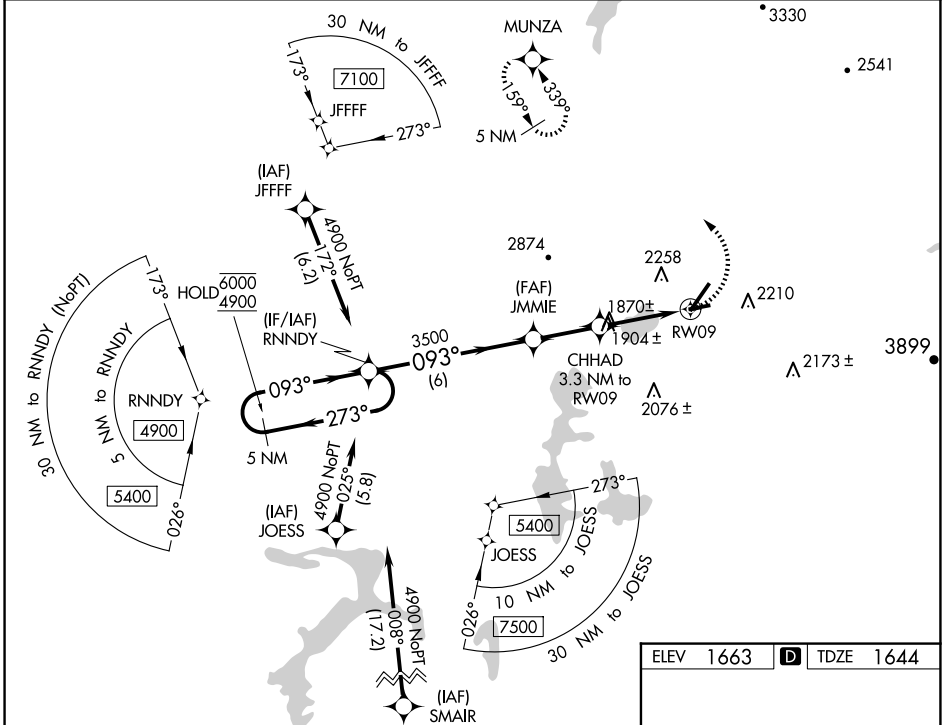 3330
2541
30 NM to JFFFF
173°
7100
JFFFF
273°
MUNZA
159°
339°
5 NM
(IAF)
JFFFF
4900 NoPT
172°
(6.2)
2874
2258
2210
HOLD
6000
4900
(IF/IAF)
RNNDY
(FAF)
JMMIE
1870±
1904±
RW09
3500
093°
(6)
CHHAD
3.3 NM to
RW09
3899
2173±
2076±
30 NM to RNNDY (NoPT)
173°
5 NM to RNNDY
RNNDY
4900
5400
026°
093°
273°
5 NM
4900 NoPT
025°
(5.8)
(IAF)
JOESS
273°
5400
JOESS
10 NM to JOESS
026°
7500
30 NM to JOESS
4900 NoPT
008°
(17.2)
(IAF)
SMAIR
ELEV 1663 D TDZE 1644